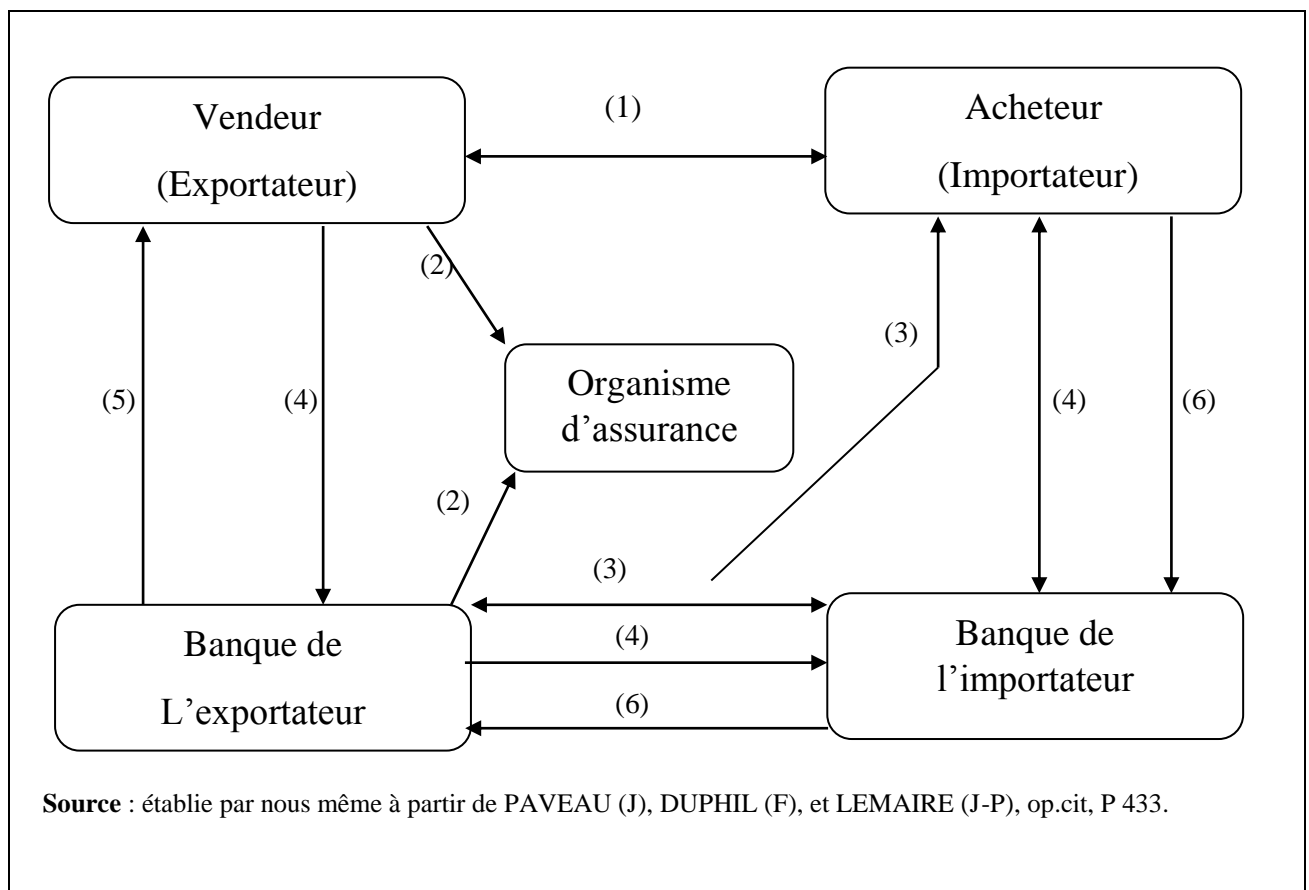 Vendeur
(Exportateur)
(1)
Acheteur
(Importateur)
(2)
(3)
(5)
(4)
Organisme
d’assurance
(4)
(6)
(2)
(3)
Banque de
L’exportateur
(4)
(6)
Banque de
l’importateur
Source : établie par nous même à partir de PAVEAU (J), DUPHIL (F), et LEMAIRE (J-P), op.cit, P 433.